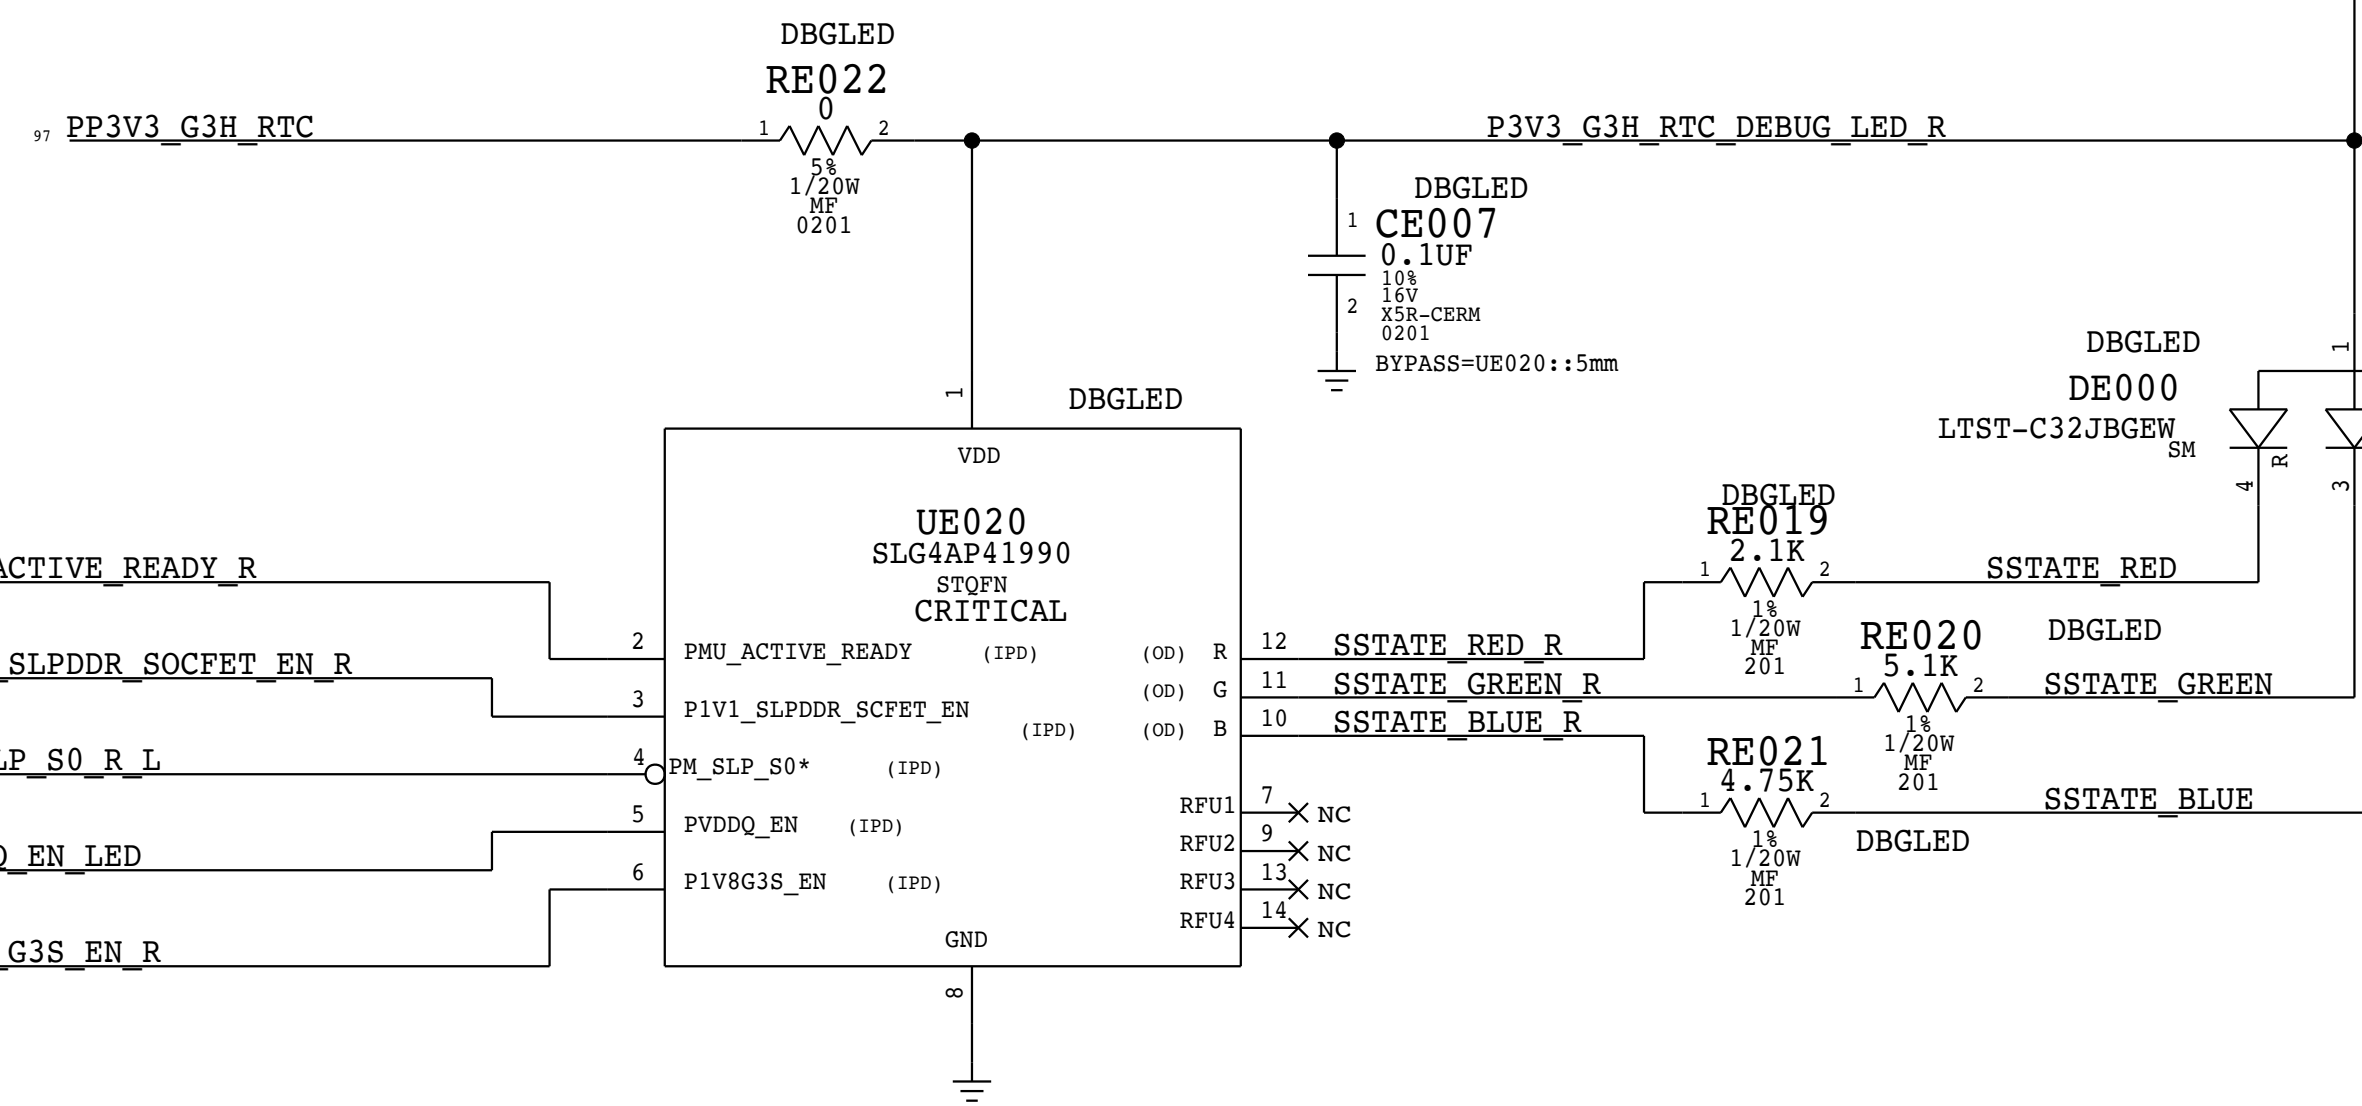 DBGLED
RE022
0
97 PP3V3_G3H_RTC
1 2
5%
1/20W
MF
0201
P3V3_G3H_RTC_DEBUG_LED_R
DBGLED
1 CE007
0.1UF
10%
16V
2 X5R-CERM
0201
BYPASS=UE020::5mm
DBGLED
1
DE000
LTST-C32JBGEW
SM
R
4
3
1
DBGLED
VDD
UE020
SLG4AP41990
STQFN
CRITICAL
ACTIVE_READY_R
2 PMU_ACTIVE_READY (IPD)
SLPDDR_SOCFET_EN_R
3 P1V1_SLPDDR_SCFET_EN
(IPD)
LP_S0_R_L
4 PM_SLP_S0* (IPD)
5 PVDDQ_EN (IPD)
Q_EN_LED
6 P1V8G3S_EN (IPD)
G3S_EN_R
GND
8
(OD) R 12 SSTATE_RED_R
(OD) G 11 SSTATE_GREEN_R
(OD) B 10 SSTATE_BLUE_R
RFU1 7 NC
RFU2 9 NC
RFU3 13 NC
RFU4 14 NC
DBGLED
RE019
2.1K
1 2
SSTATE_RED
1%
1/20W
MF
201
RE020 DBGLED
5.1K
1 2
SSTATE_GREEN
1%
1/20W
MF
201
RE021
4.75K
1 2
SSTATE_BLUE
1%
1/20W
MF
201
DBGLED